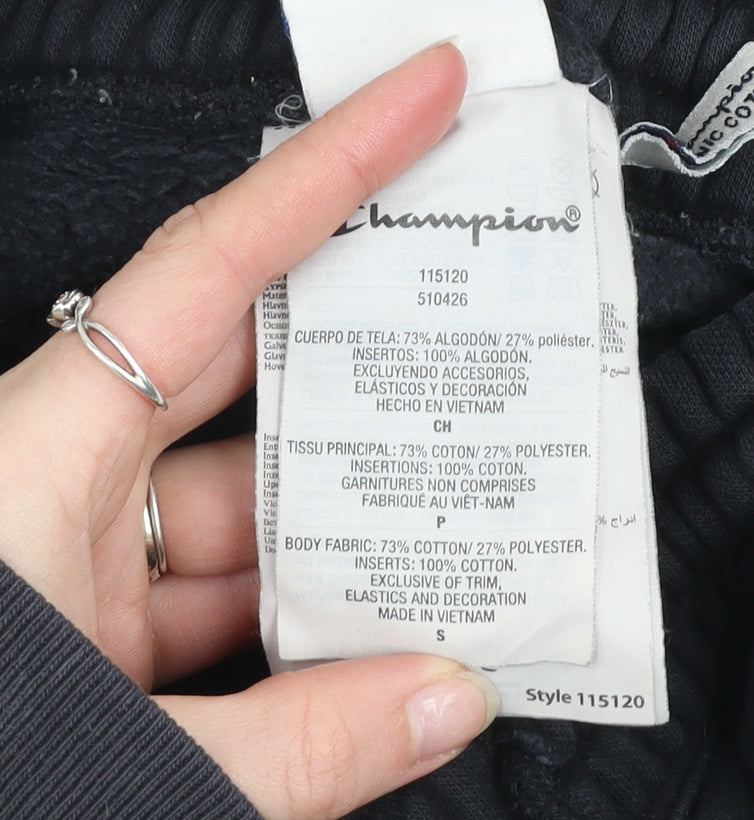 Champion®
115120
510426
CUERPO DE TELA: 73% ALGODÓN/ 27% poliéster.
INSERTOS: 100% ALGODÓN.
EXCLUYENDO ACCESORIOS,
ELÁSTICOS Y DECORACIÓN
HECHO EN VIETNAM
CH
TISSU PRINCIPAL: 73% COTON/ 27% POLYESTER.
INSERTIONS: 100% COTON.
GARNITURES NON COMPRISES
FABRIQUÉ AU VIÊT-NAM
P
BODY FABRIC: 73% COTTON/ 27% POLYESTER.
INSERTS: 100% COTTON.
EXCLUSIVE OF TRIM,
ELASTICS AND DECORATION
MADE IN VIETNAM
S
Style 115120